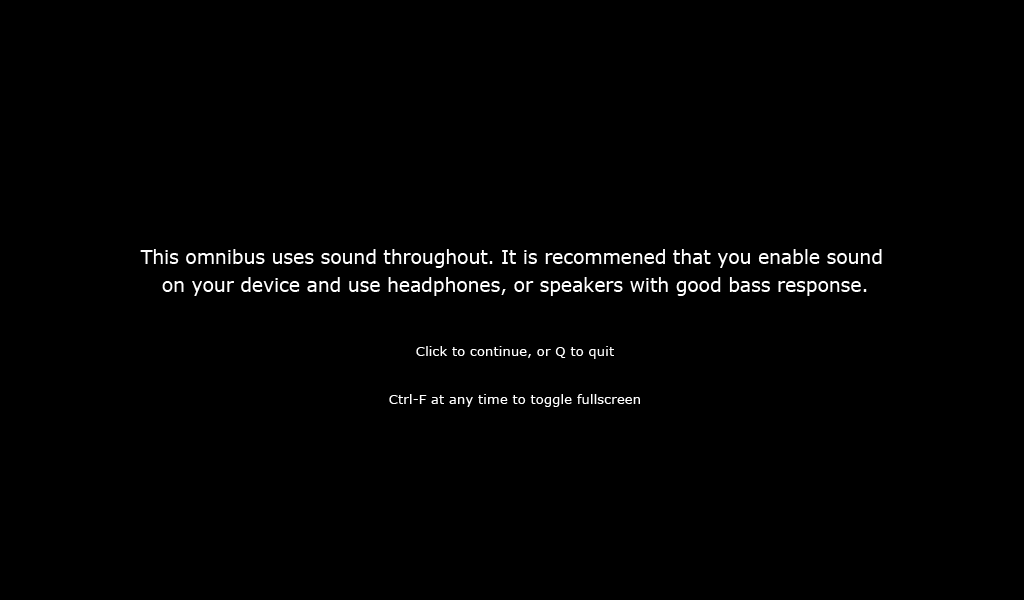 This omnibus uses sound throughout. It is recommened that you enable sound
on your device and use headphones, or speakers with good bass response.
Click to continue, or Q to quit
Ctrl-F at any time to toggle fullscreen